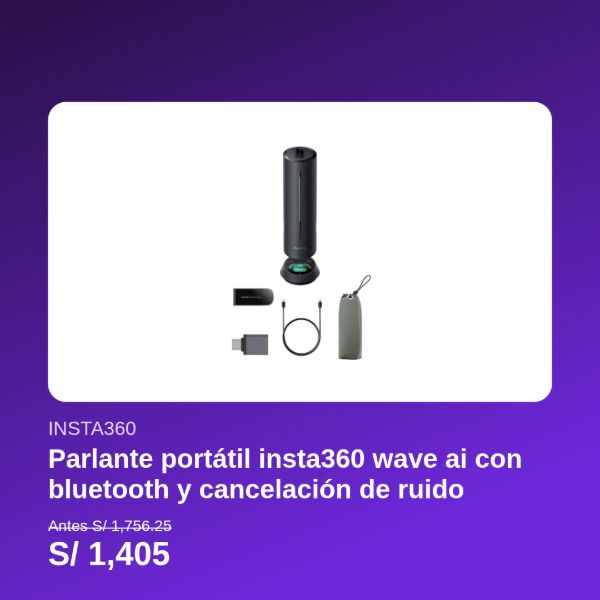 INSTA360
Parlante portátil insta360 wave ai con
bluetooth y cancelación de ruido
Antes S/ 1,756.25
S/ 1,405